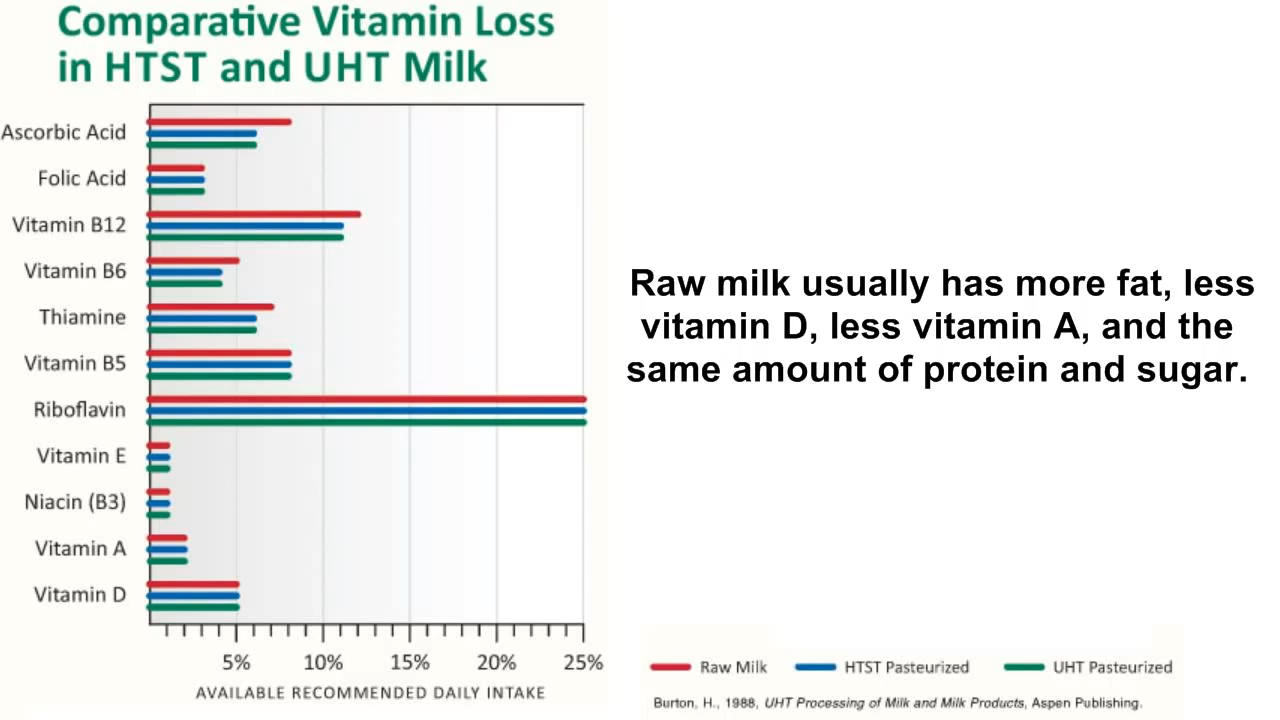 Comparative Vitamin Loss
in HTST and UHT Milk
Ascorbic Acid
Folic Acid
Vitamin B12
Vitamin B6
Thiamine
Vitamin B5
Riboflavin
Vitamin E
Niacin (B3)
Vitamin A
Vitamin D
5% 10% 15% 20% 25%
AVAILABLE RECOMMENDED DAILY INTAKE
Raw milk usually has more fat, less
vitamin D, less vitamin A, and the
same amount of protein and sugar.
Raw Milk HTST Pasteurized UHT Pasteurized
Burton, H., 1988, UHT Processing of Milk and Milk Products, Aspen Publishing.